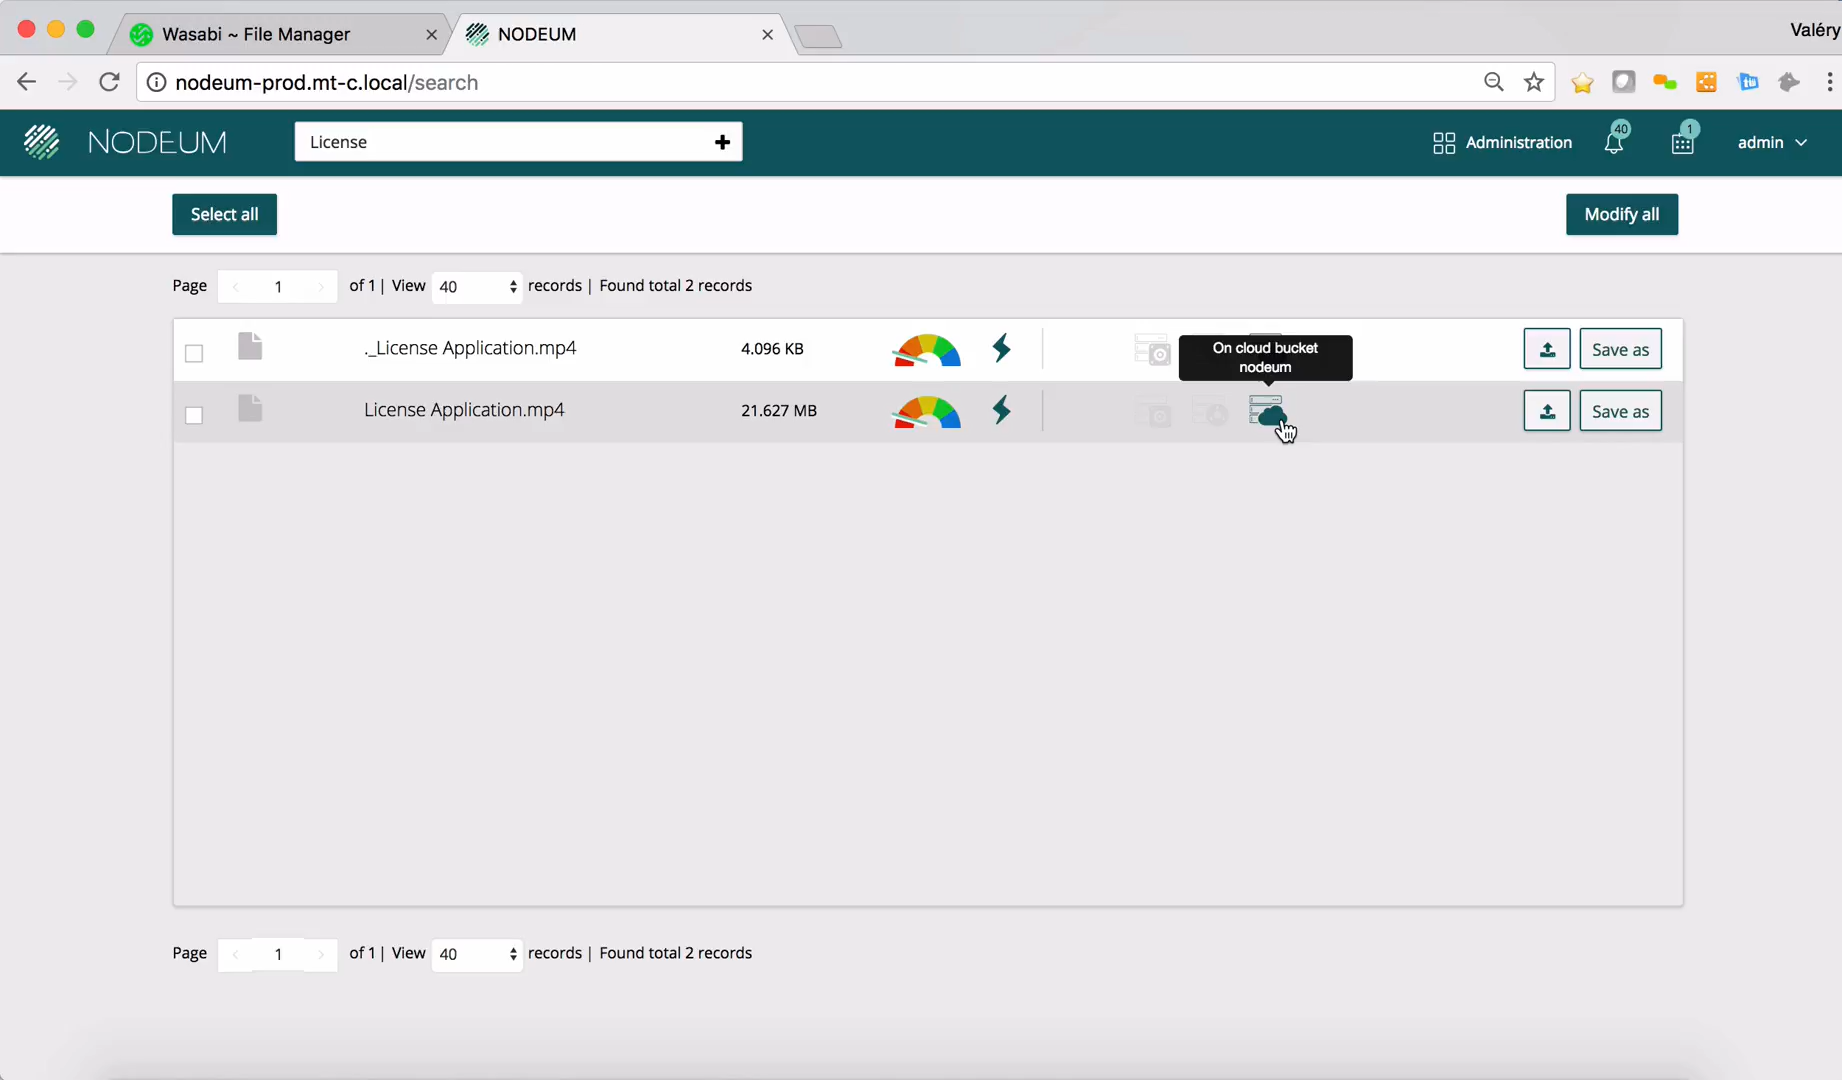 Wasabi ~ File Manager
NODEUM
Valéry
nodeum-prod.mt-c.local/search
NODEUM
License
Administration
40
1
admin
Select all
Modify all
Page 1 of 1 | View 40 records | Found total 2 records
._License Application.mp4 4.096 KB Save as
On cloud bucket
nodeum
License Application.mp4 21.627 MB Save as
Page 1 of 1 | View 40 records | Found total 2 records